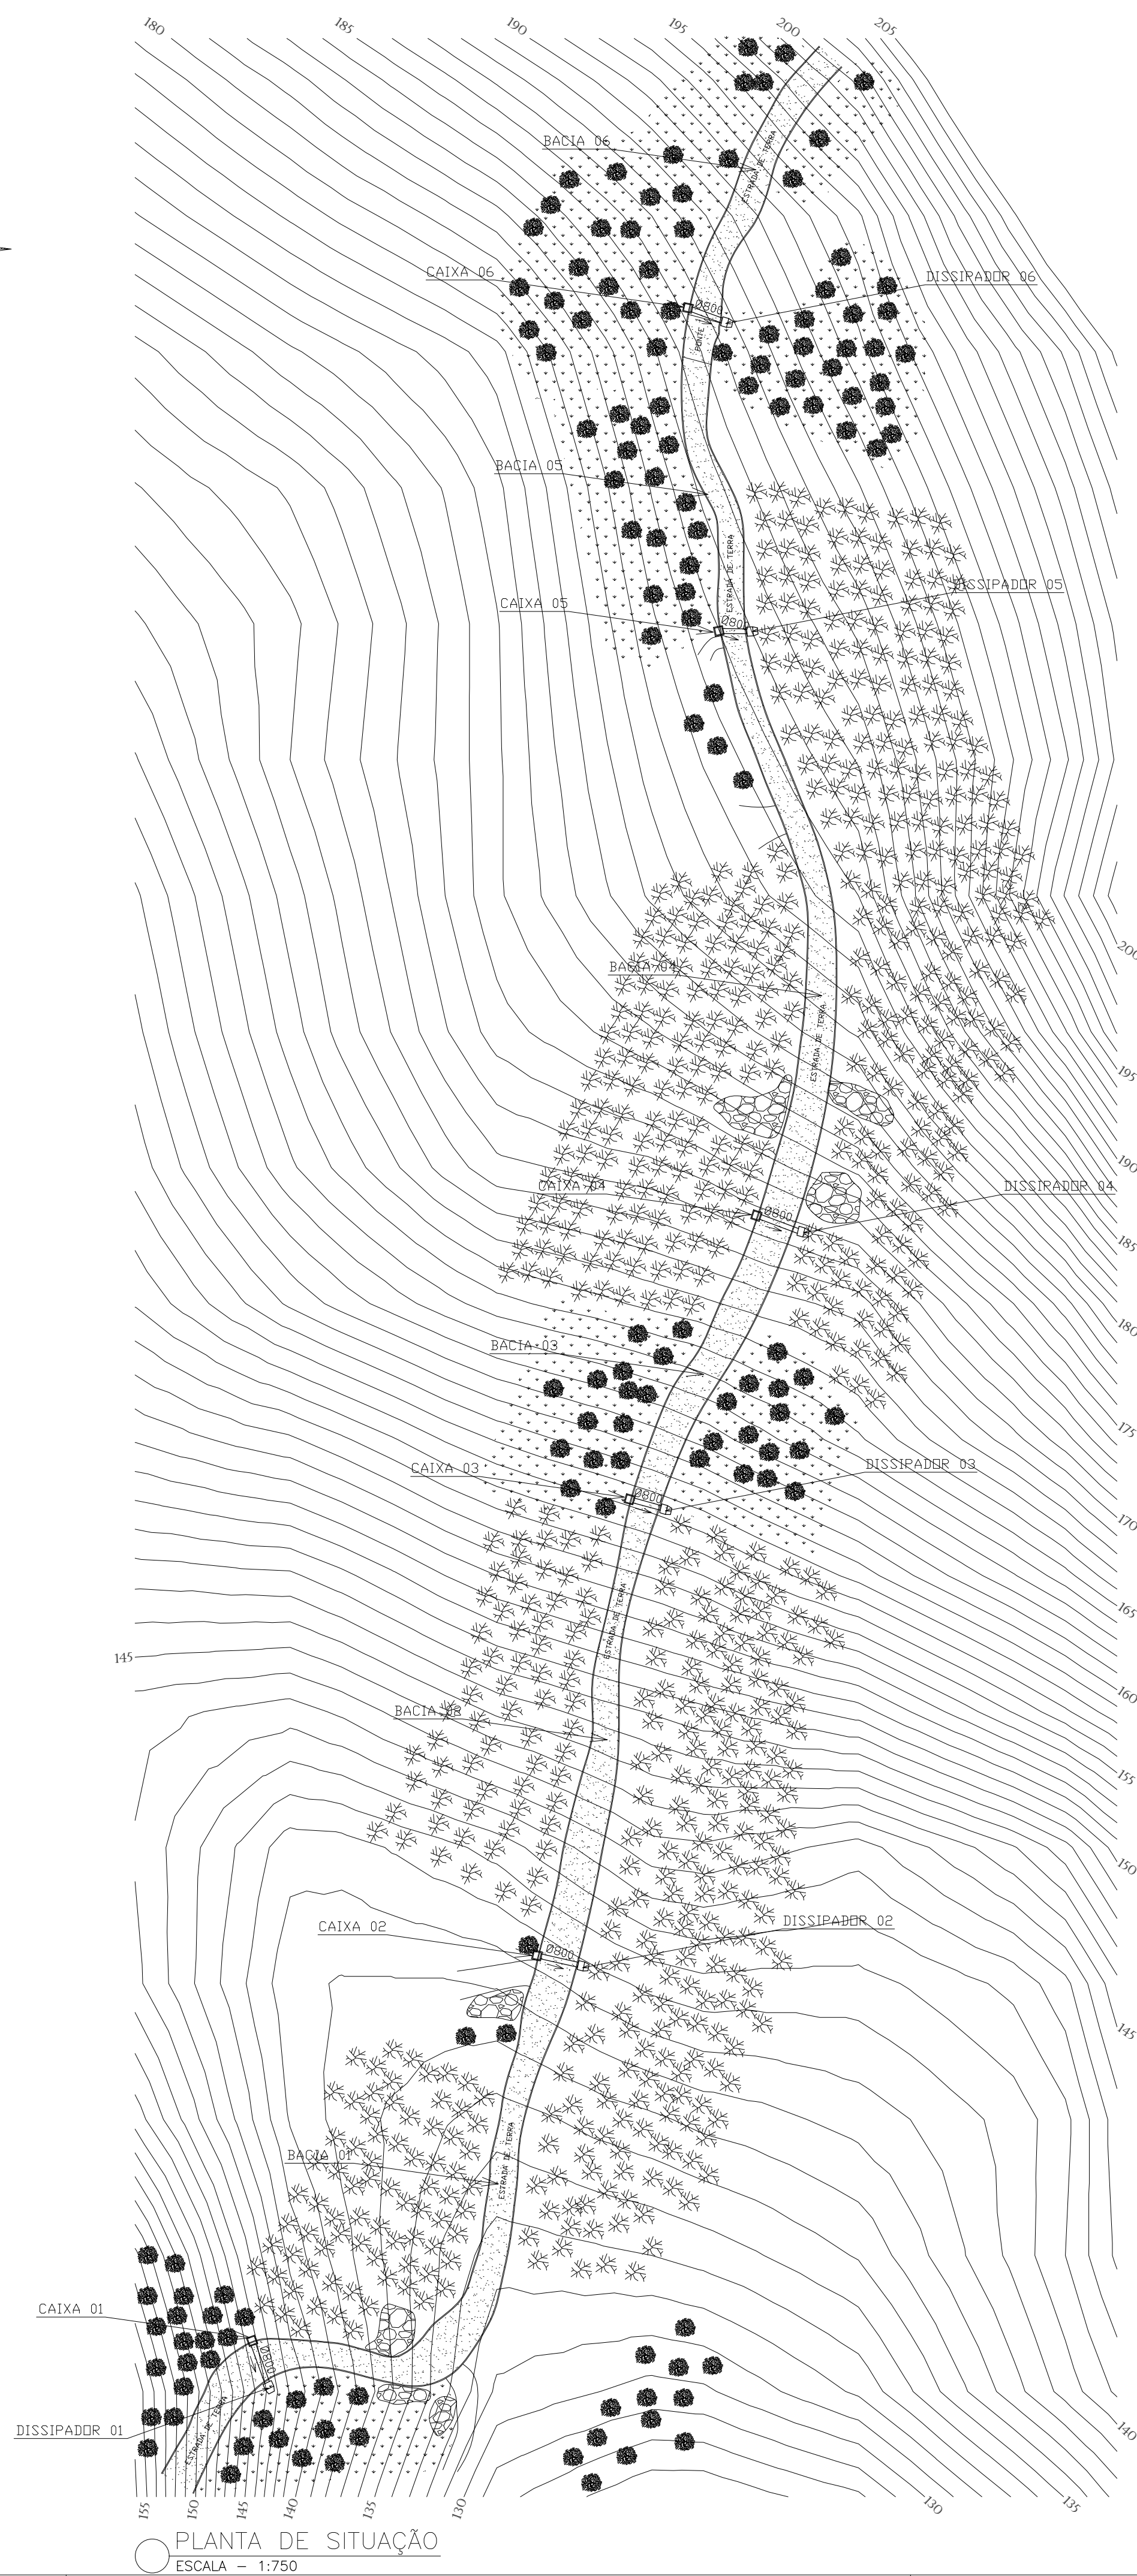 180
185
190
195
200
205
ESTRADA DE TERRA
BACIA 06
CAIXA 06
DISSIPADOR 06
Ø800
PONTE
BACIA 05
ESTRADA DE TERRA
DISSIPADOR 05
CAIXA 05
Ø800
200
BACIA 04
ESTRADA DE TERRA
195
190
CAIXA 04
DISSIPADOR 04
Ø800
185
180
BACIA 03
175
CAIXA 03
DISSIPADOR 03
Ø800
170
ESTRADA DE TERRA
165
145
160
BACIA 02
155
150
CAIXA 02
DISSIPADOR 02
Ø800
145
BACIA 01
ESTRADA DE TERRA
CAIXA 01
Ø800
DISSIPADOR 01
ESTRADA DE TERRA
140
155
150
145
140
135
130
130
135
PLANTA DE SITUAÇÃO
ESCALA - 1:750